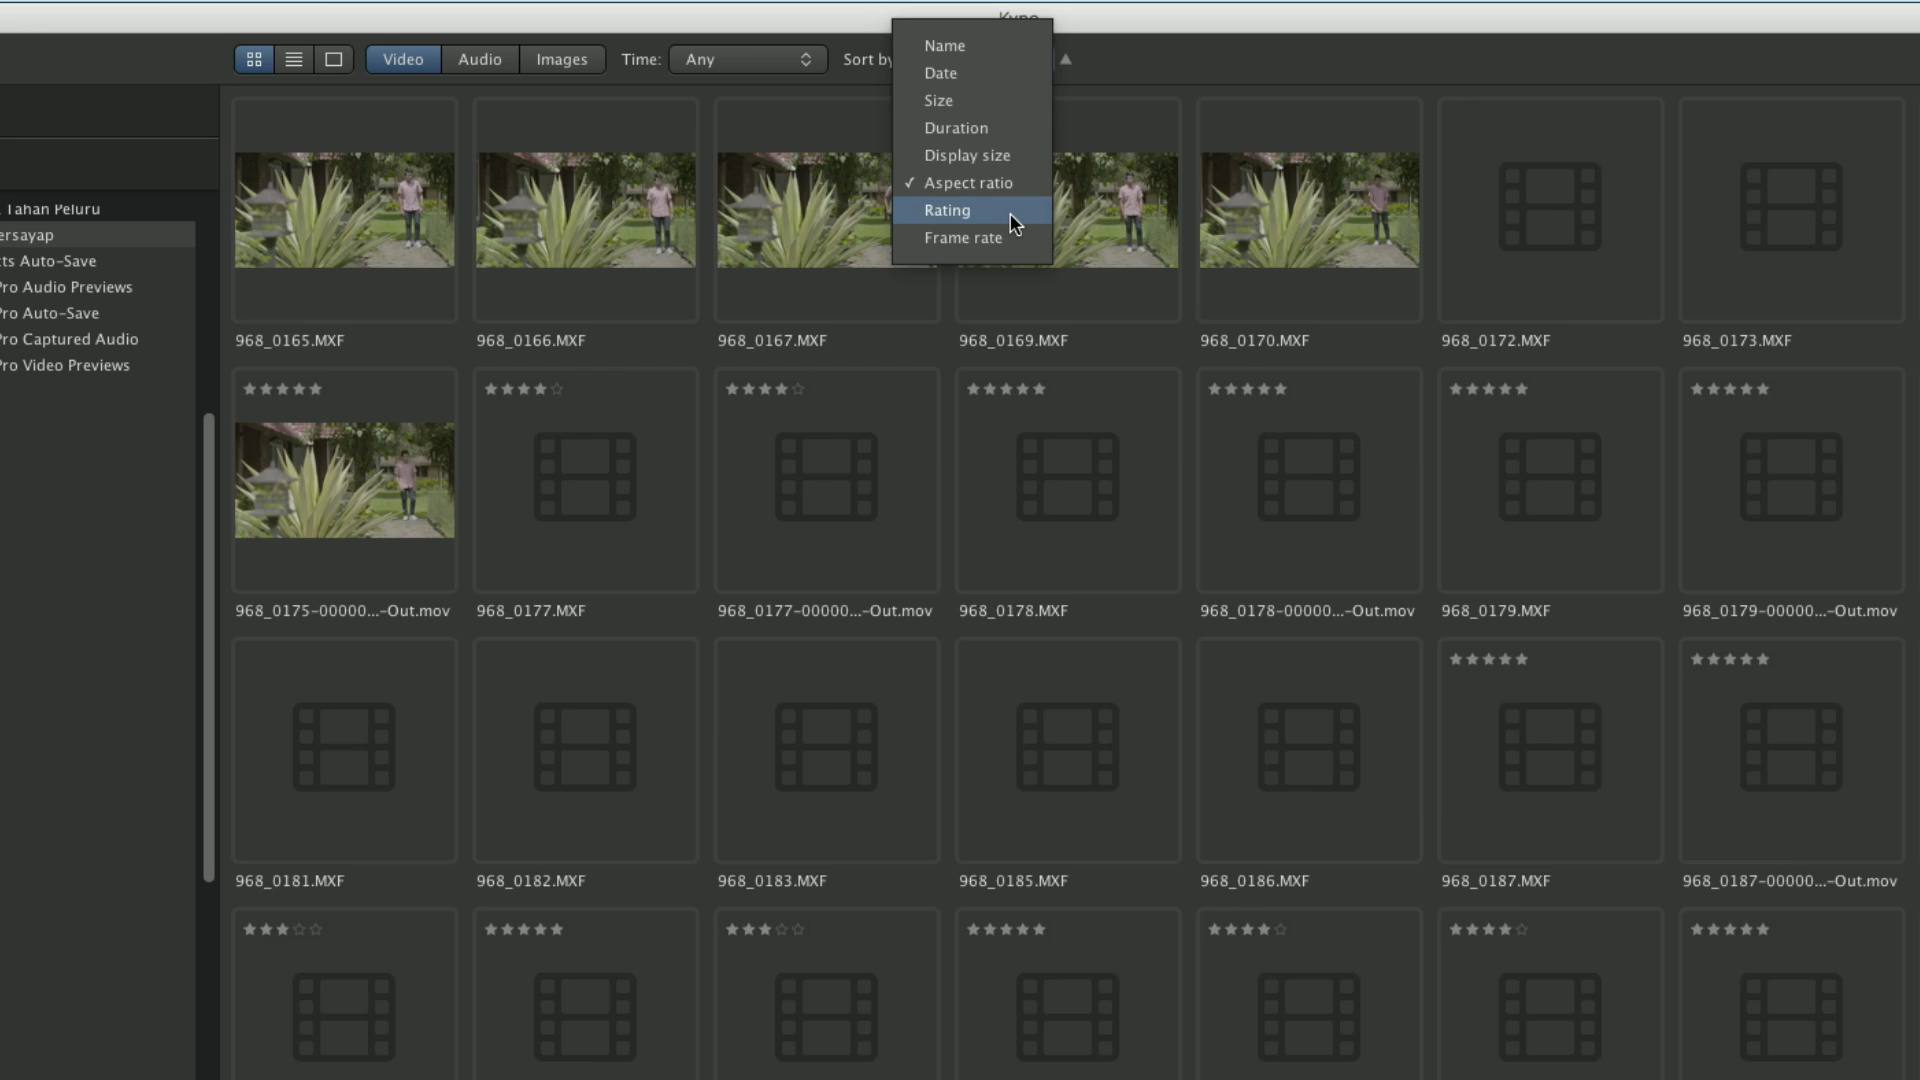 Video Audio Images Time: Any Sort by
Name
Date
Size
Duration
Display size
✓ Aspect ratio
Rating
Frame rate
Tahan Peluru
ersayap
ts Auto-Save
Pro Audio Previews
Pro Auto-Save
Pro Captured Audio
Pro Video Previews
968_0165.MXF 968_0166.MXF 968_0167.MXF 968_0169.MXF 968_0170.MXF 968_0172.MXF 968_0173.MXF
968_0175-00000...-Out.mov 968_0177.MXF 968_0177-00000...-Out.mov 968_0178.MXF 968_0178-00000...-Out.mov 968_0179.MXF 968_0179-00000...-Out.mov
968_0181.MXF 968_0182.MXF 968_0183.MXF 968_0185.MXF 968_0186.MXF 968_0187.MXF 968_0187-00000...-Out.mov